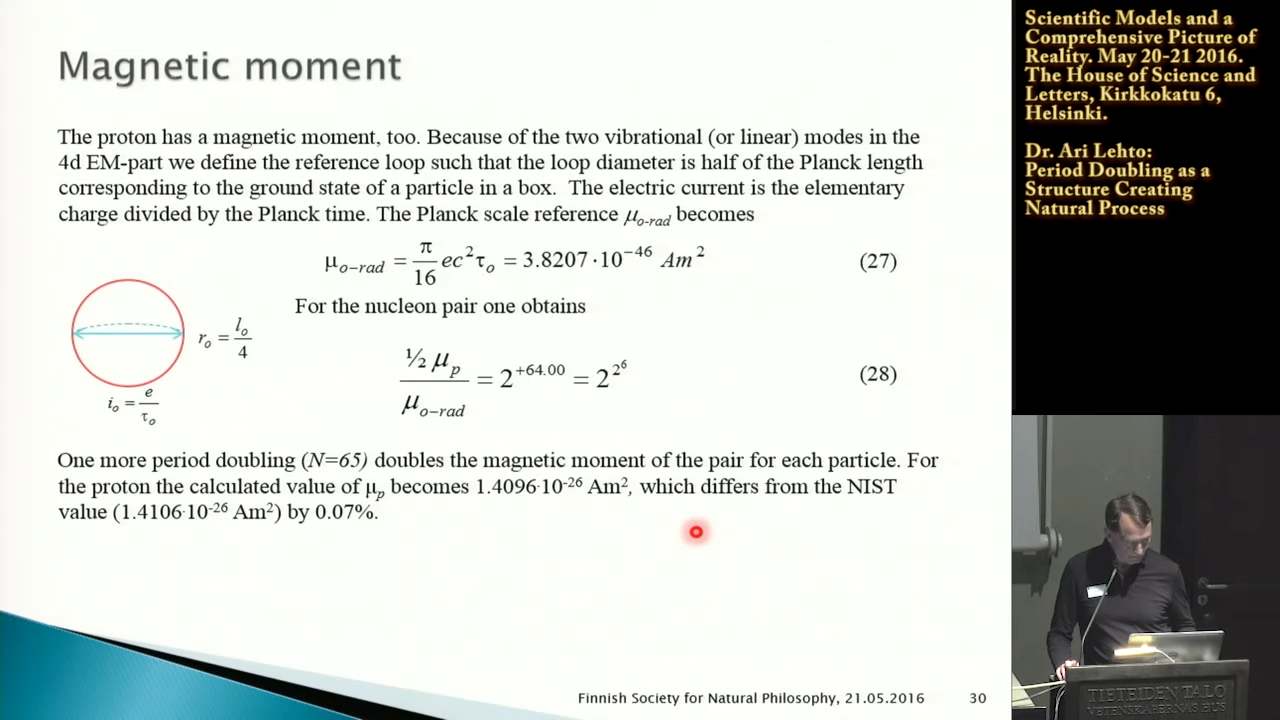 Magnetic moment
The proton has a magnetic moment, too. Because of the two vibrational (or linear) modes in the
4d EM-part we define the reference loop such that the loop diameter is half of the Planck length
corresponding to the ground state of a particle in a box. The electric current is the elementary
charge divided by the Planck time. The Planck scale reference μo-rad becomes
μo−rad = π/16 ec²τo = 3.8207·10⁻⁴⁶ Am² (27)
For the nucleon pair one obtains
ro = lo/4
½ μp / μo−rad = 2^+64.00 = 2^2^6 (28)
io = e/τo
One more period doubling (N=65) doubles the magnetic moment of the pair for each particle. For
the proton the calculated value of μp becomes 1.4096·10⁻²⁶ Am², which differs from the NIST
value (1.4106·10⁻²⁶ Am²) by 0.07%.
Finnish Society for Natural Philosophy, 21.05.2016 30
Scientific Models and a
Comprehensive Picture of
Reality. May 20-21 2016.
The House of Science and
Letters, Kirkkokatu 6,
Helsinki.
Dr. Ari Lehto:
Period Doubling as a
Structure Creating
Natural Process
TIETEIDEN TALO
VETENSKAPERNAS HUS